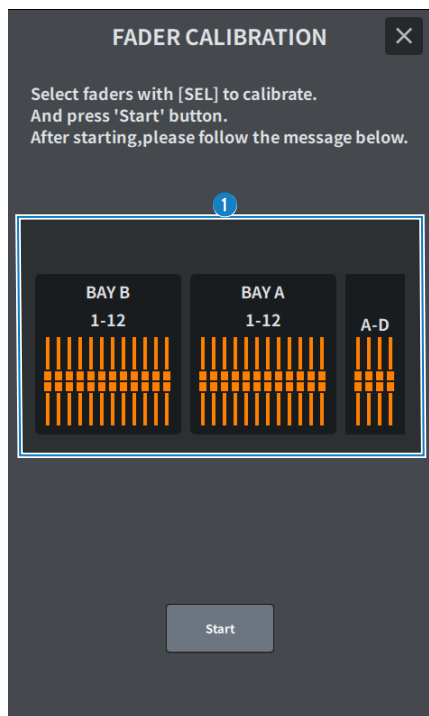 FADER CALIBRATION
Select faders with [SEL] to calibrate.
And press 'Start' button.
After starting,please follow the message below.
1
BAY B
1-12
BAY A
1-12
A-D
Start